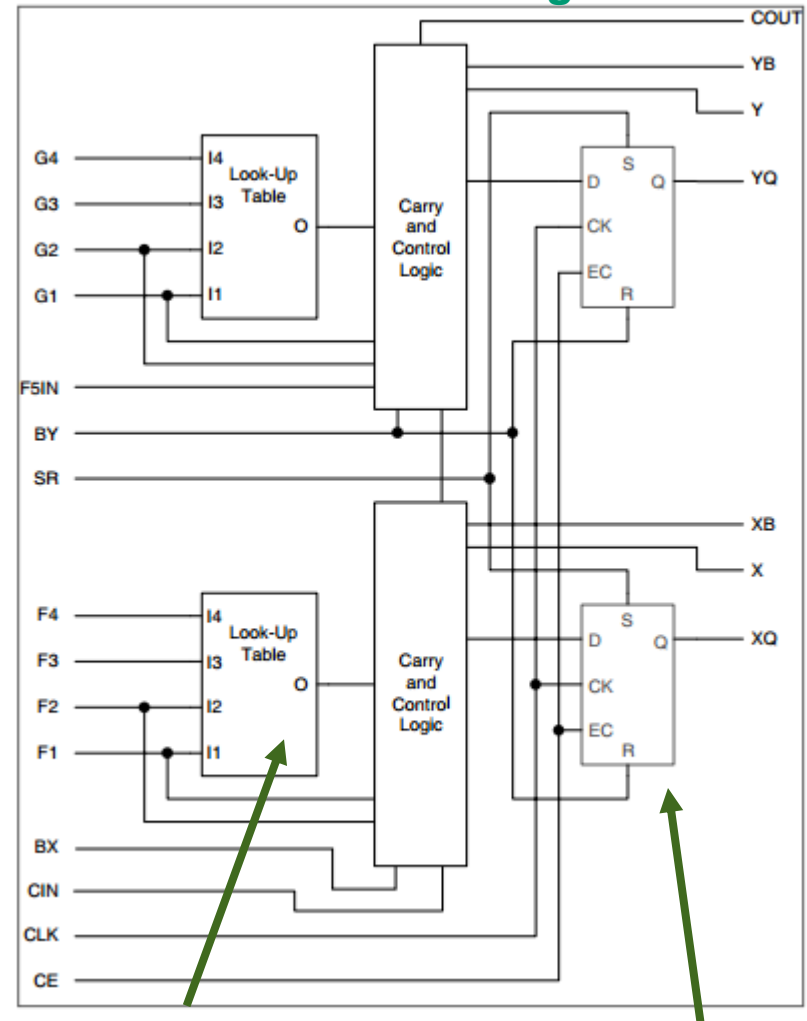 COUT
YB
Y
G4
I4
Look-Up
Table
S
D
Q
YQ
G3
I3
Carry
and
Control
Logic
O
CK
G2
I2
EC
G1
I1
R
F5IN
BY
SR
XB
X
F4
I4
Look-Up
Table
S
D
Q
XQ
F3
I3
Carry
and
Control
Logic
O
CK
F2
I2
EC
F1
I1
R
BX
CIN
CLK
CE